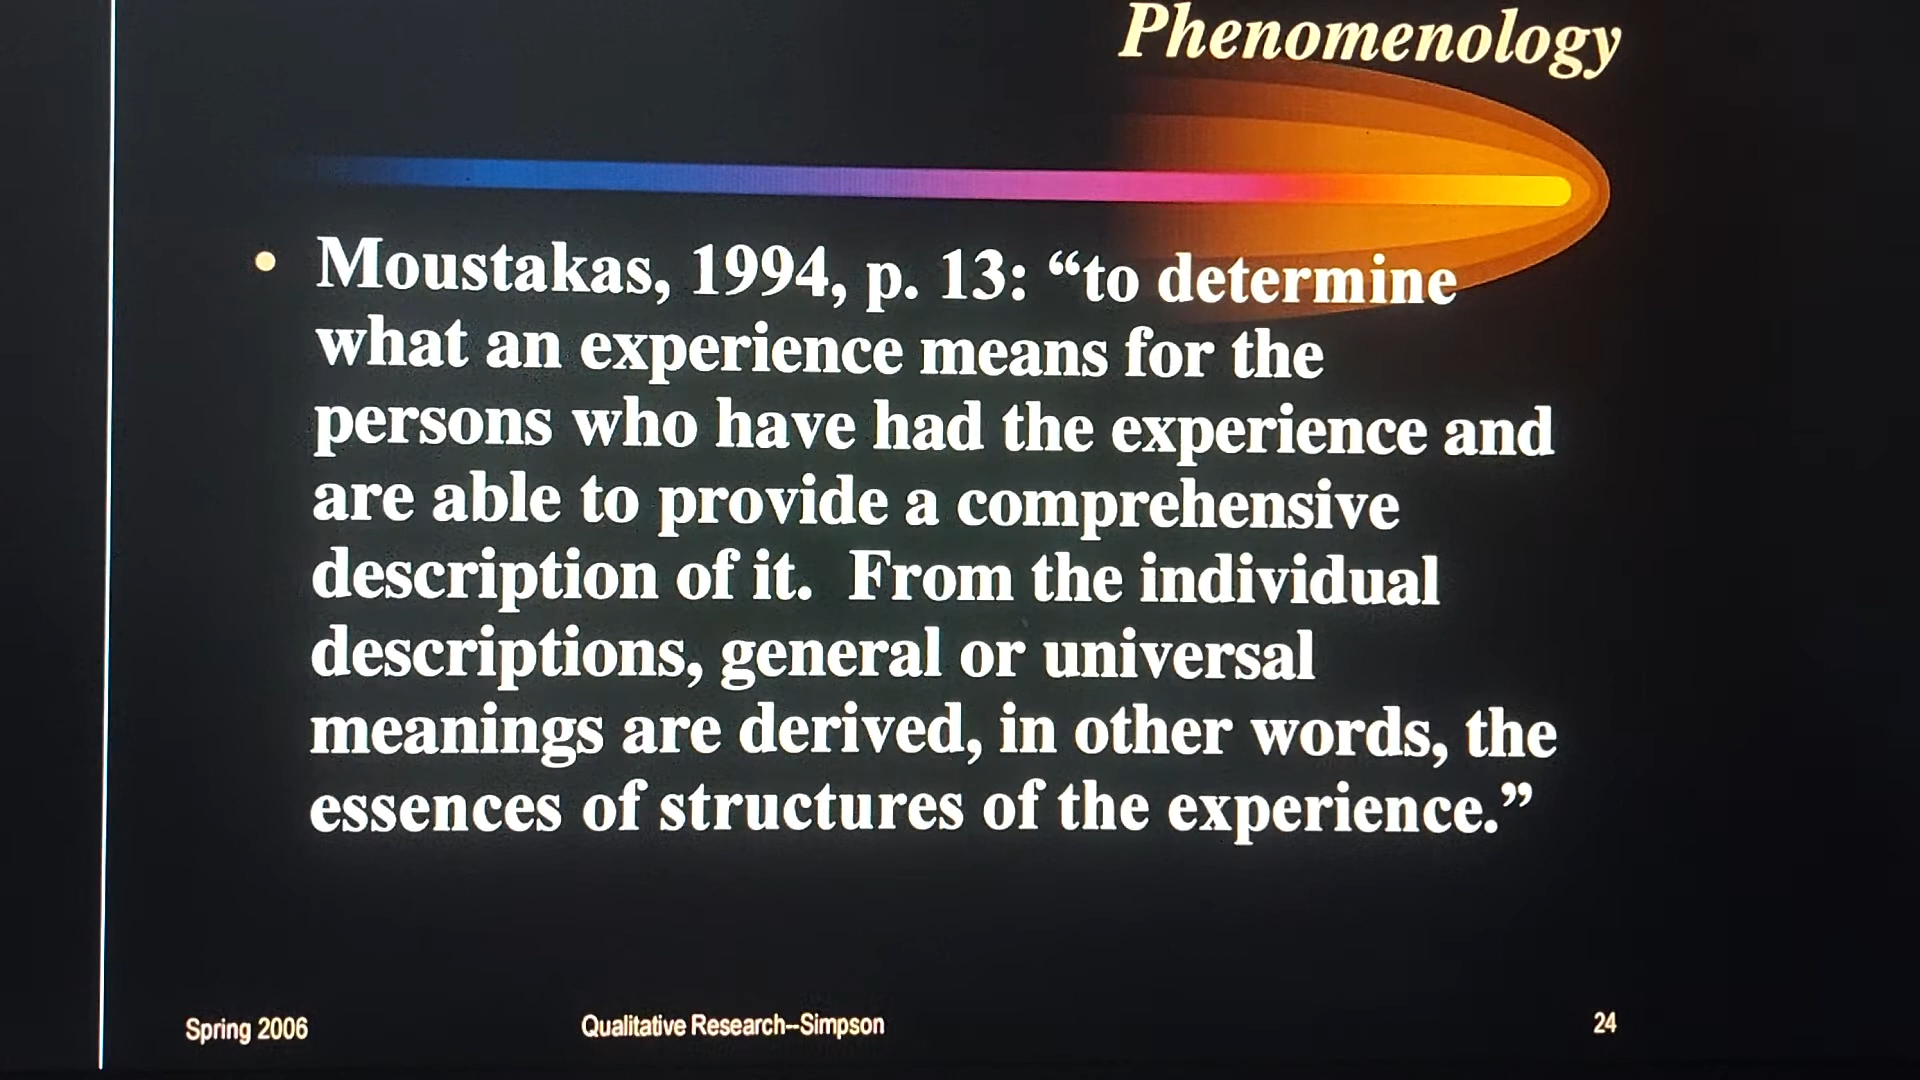 Phenomenology
• Moustakas, 1994, p. 13: “to determine
what an experience means for the
persons who have had the experience and
are able to provide a comprehensive
description of it.  From the individual
descriptions, general or universal
meanings are derived, in other words, the
essences of structures of the experience.”
Spring 2006
Qualitative Research--Simpson
24